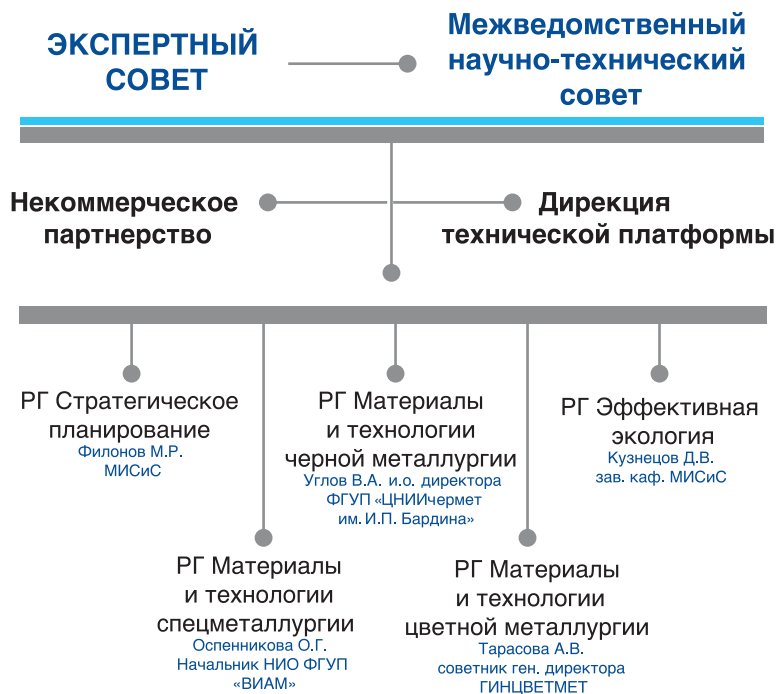 ЭКСПЕРТНЫЙ
СОВЕТ
Межведомственный
научно-технический
совет
Некоммерческое
партнерство
Дирекция
технической платформы
РГ Стратегическое
планирование
Филонов М.Р.
МИСиС
РГ Материалы
и технологии
черной металлургии
Углов В.А. и.о. директора
ФГУП «ЦНИИчермет
им. И.П. Бардина»
РГ Эффективная
экология
Кузнецов Д.В.
зав. каф. МИСиС
РГ Материалы
и технологии
спецметаллургии
Оспенникова О.Г.
Начальник НИО ФГУП
«ВИАМ»
РГ Материалы
и технологии
цветной металлургии
Тарасова А.В.
советник ген. директора
ГИНЦВЕТМЕТ